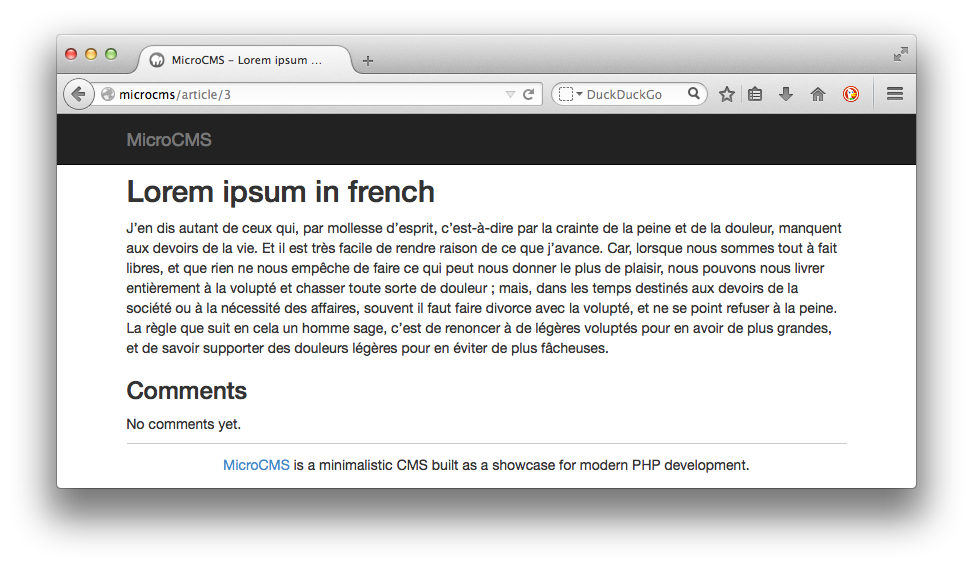 MicroCMS – Lorem ipsum ...
microcms/article/3
DuckDuckGo
MicroCMS
Lorem ipsum in french
J’en dis autant de ceux qui, par mollesse d’esprit, c’est-à-dire par la crainte de la peine et de la douleur, manquent
aux devoirs de la vie. Et il est très facile de rendre raison de ce que j’avance. Car, lorsque nous sommes tout à fait
libres, et que rien ne nous empêche de faire ce qui peut nous donner le plus de plaisir, nous pouvons nous livrer
entièrement à la volupté et chasser toute sorte de douleur ; mais, dans les temps destinés aux devoirs de la
société ou à la nécessité des affaires, souvent il faut faire divorce avec la volupté, et ne se point refuser à la peine.
La règle que suit en cela un homme sage, c’est de renoncer à de légères voluptés pour en avoir de plus grandes,
et de savoir supporter des douleurs légères pour en éviter de plus fâcheuses.
Comments
No comments yet.
MicroCMS is a minimalistic CMS built as a showcase for modern PHP development.